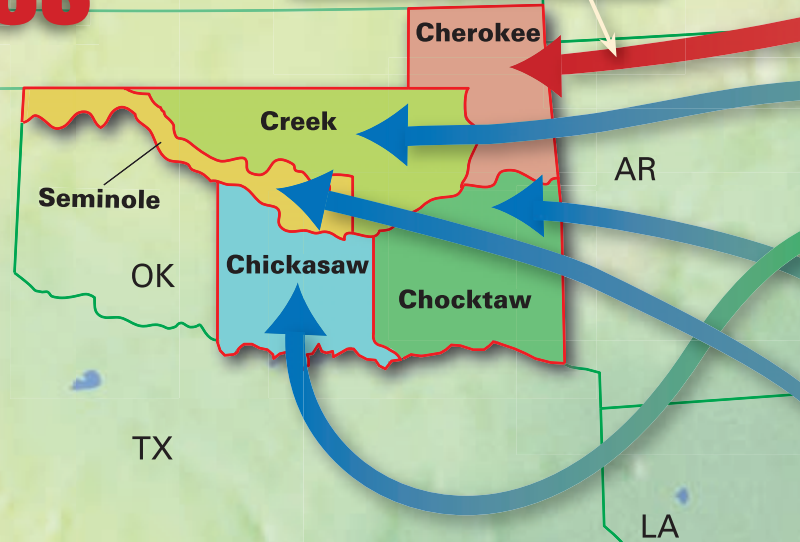 Cherokee
Creek
AR
Seminole
Chickasaw
OK
Chocktaw
TX
LA